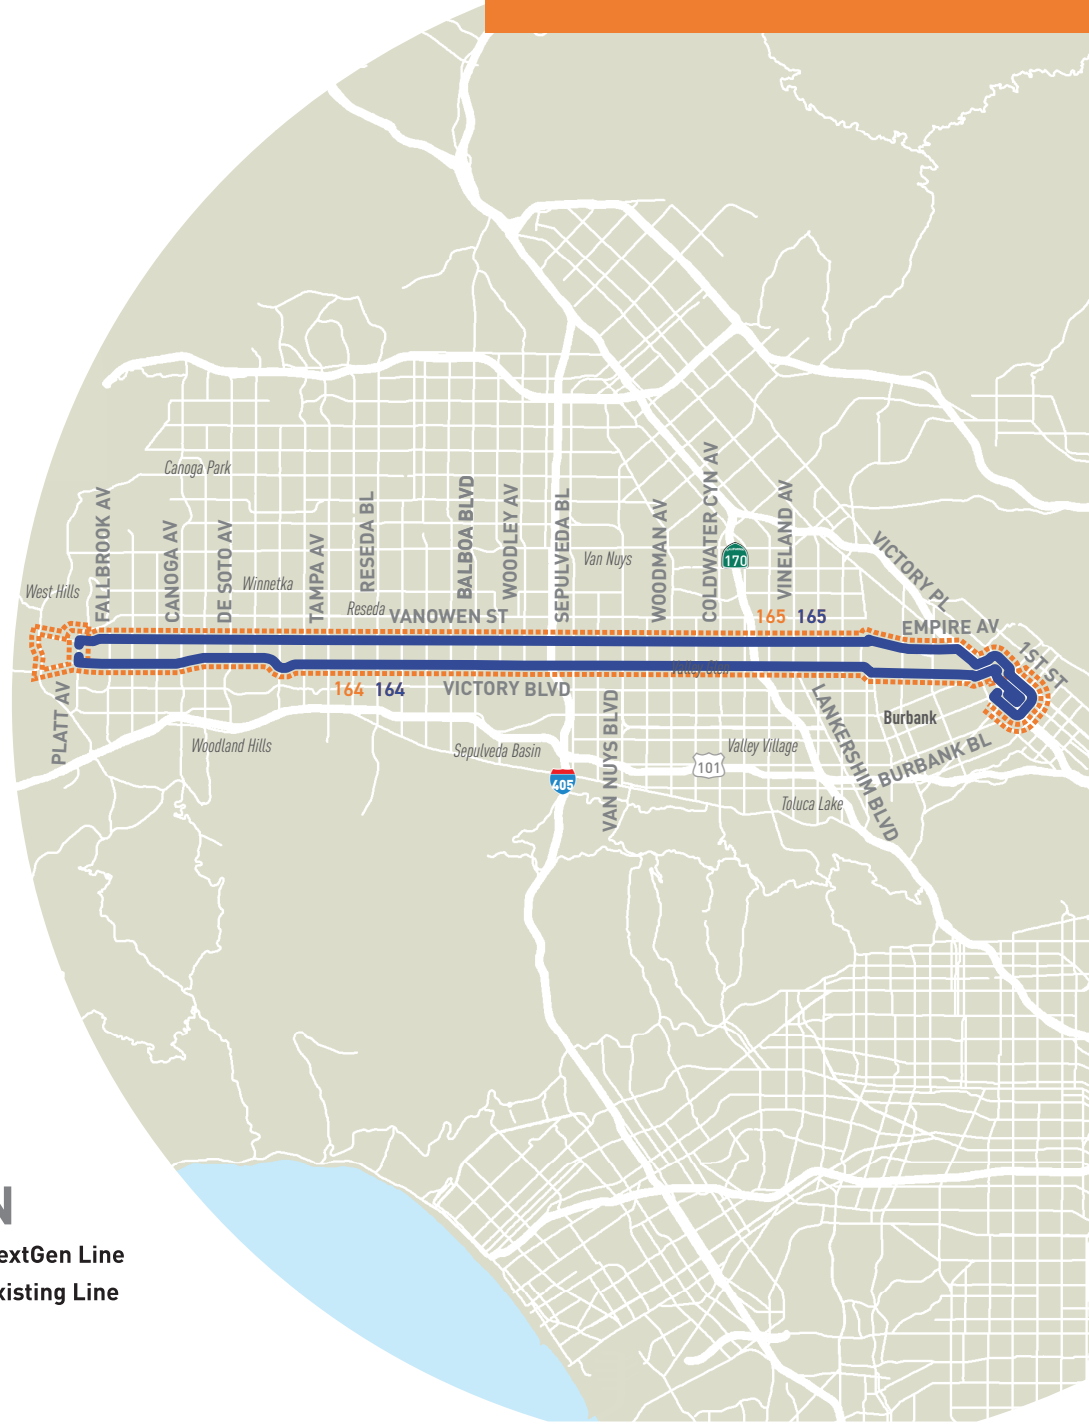 Canoga Park
FALLBROOK AV
CANOGA AV
DE SOTO AV
TAMPA AV
RESEDA BL
BALBOA BLVD
WOODLEY AV
SEPULVEDA BL
WOODMAN AV
COLDWATER CYN AV
VINELAND AV
VICTORY PL
170
Van Nuys
West Hills
Winnetka
Reseda
VANOWEN ST
165 165
EMPIRE AV
1ST ST
164 164
VICTORY BLVD
PLATT AV
Woodland Hills
Sepulveda Basin
VAN NUYS BLVD
405
101
Valley Village
Toluca Lake
LANKERSHIM BLVD
Burbank
BURBANK BL
N
extGen Line
xisting Line